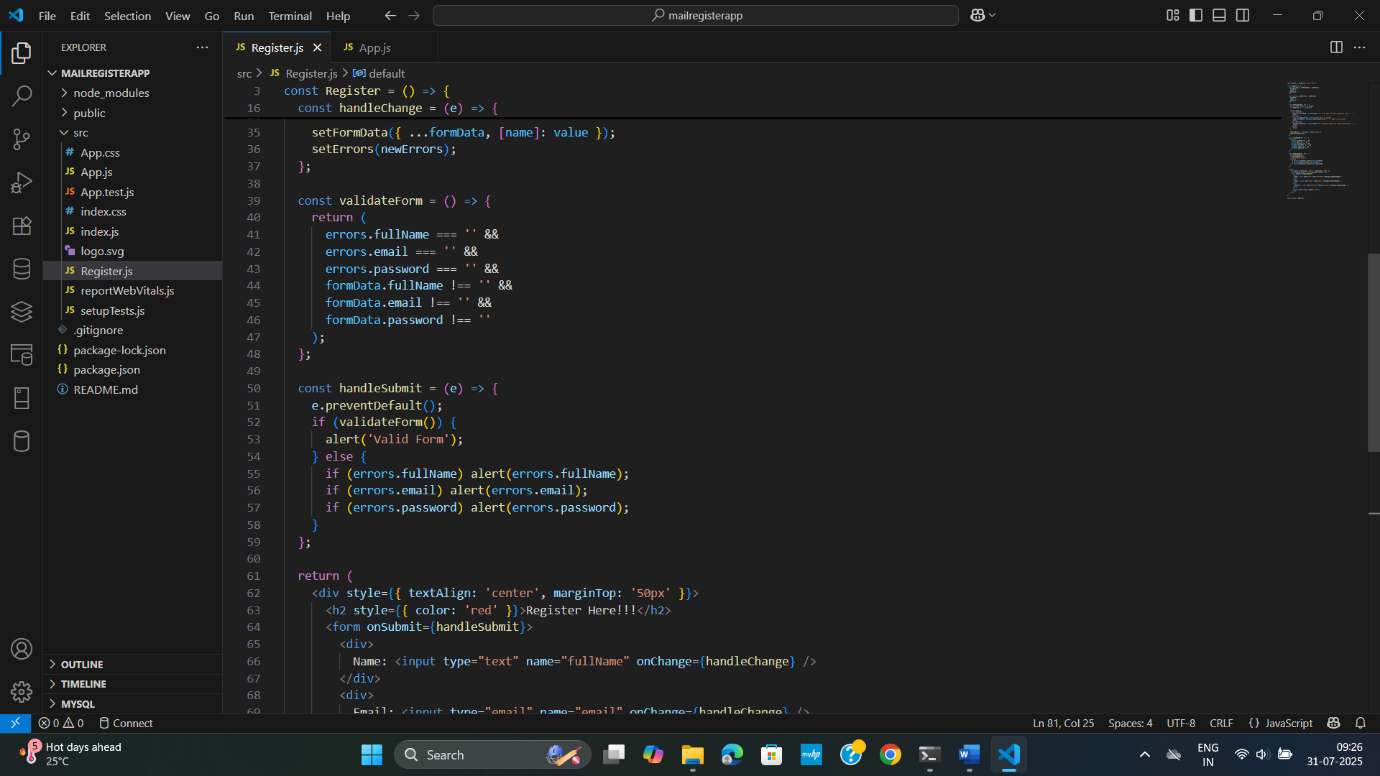 File Edit Selection View Go Run Terminal Help
mailregisterapp
EXPLORER
MAILREGISTERAPP
node_modules
public
src
# App.css
JS App.js
JS App.test.js
# index.css
JS index.js
logo.svg
JS Register.js
JS reportWebVitals.js
JS setupTests.js
.gitignore
{} package-lock.json
{} package.json
README.md
OUTLINE
TIMELINE
MYSQL
JS Register.js
JS App.js
src > JS Register.js > default
3 const Register = () => {
16 const handleChange = (e) => {
35 setFormData({ ...formData, [name]: value });
36 setErrors(newErrors);
37 };
38
39 const validateForm = () => {
40 return (
41 errors.fullName === '' &&
42 errors.email === '' &&
43 errors.password === '' &&
44 formData.fullName !== '' &&
45 formData.email !== '' &&
46 formData.password !== ''
47 );
48 };
49
50 const handleSubmit = (e) => {
51 e.preventDefault();
52 if (validateForm()) {
53 alert('Valid Form');
54 } else {
55 if (errors.fullName) alert(errors.fullName);
56 if (errors.email) alert(errors.email);
57 if (errors.password) alert(errors.password);
58 }
59 };
60
61 return (
62 <div style={{ textAlign: 'center', marginTop: '50px' }}>
63 <h2 style={{ color: 'red' }}>Register Here!!!</h2>
64 <form onSubmit={handleSubmit}>
65 <div>
66 Name: <input type="text" name="fullName" onChange={handleChange} />
67 </div>
68 <div>
69 Email: <input type="email" name="email" onChange={handleChange} />
0 0 Connect
Ln 81, Col 25 Spaces: 4 UTF-8 CRLF {} JavaScript
5 Hot days ahead
25°C
Search
myhp
ENG
IN
09:26
31-07-2025